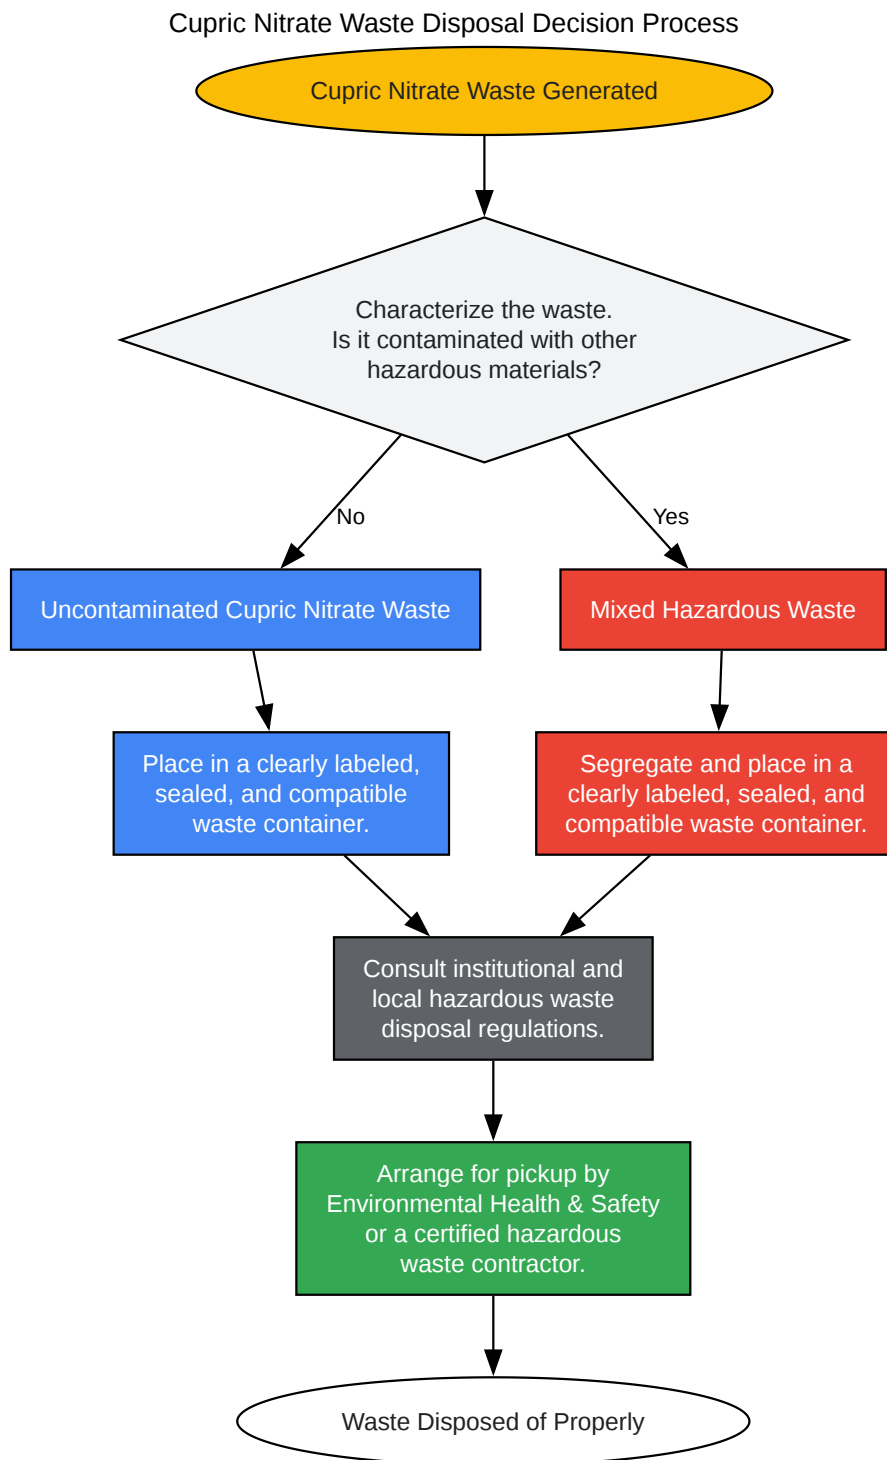 Cupric Nitrate Waste Disposal Decision Process
Cupric Nitrate Waste Generated
Characterize the waste.
Is it contaminated with other
hazardous materials?
No
Yes
Uncontaminated Cupric Nitrate Waste
Mixed Hazardous Waste
Place in a clearly labeled,
sealed, and compatible
waste container.
Segregate and place in a
clearly labeled, sealed, and
compatible waste container.
Consult institutional and
local hazardous waste
disposal regulations.
Arrange for pickup by
Environmental Health & Safety
or a certified hazardous
waste contractor.
Waste Disposed of Properly